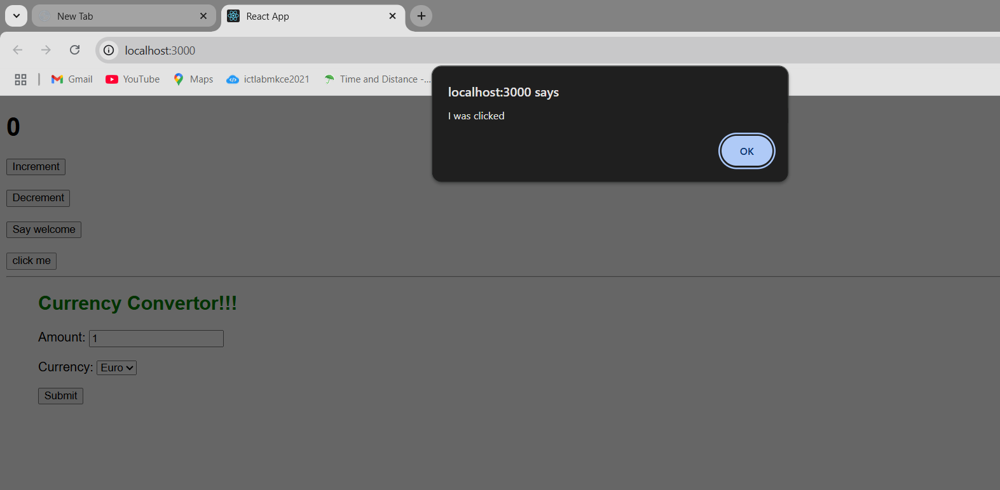 New Tab
React App
localhost:3000
Gmail YouTube Maps ictlabmkce2021 Time and Distance -...
localhost:3000 says
I was clicked
OK
0
Increment
Decrement
Say welcome
click me
Currency Convertor!!!
Amount: 1
Currency: Euro
Submit